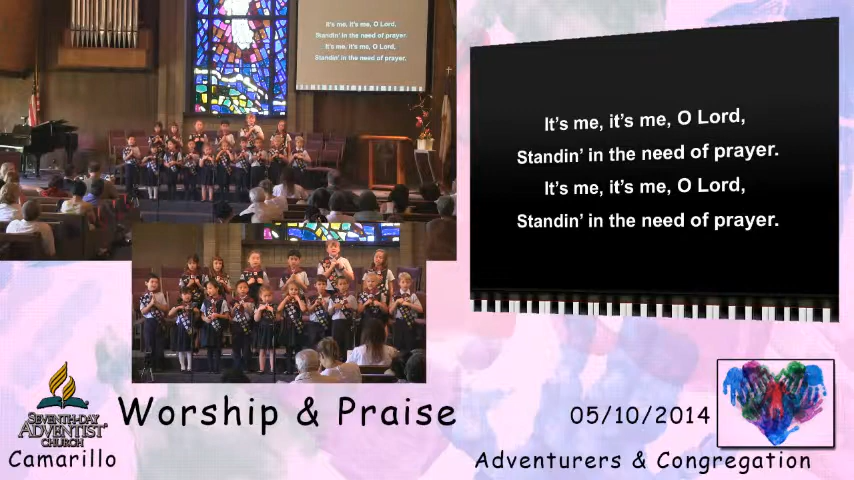 It's me, it's me, O Lord,
Standin' in the need of prayer.
It's me, it's me, O Lord,
Standin' in the need of prayer.
It's me, it's me, O Lord,
Standin' in the need of prayer.
It's me, it's me, O Lord,
Standin' in the need of prayer.
SEVENTH-DAY
ADVENTIST
CHURCH
Camarillo
Worship & Praise
05/10/2014
Adventurers & Congregation